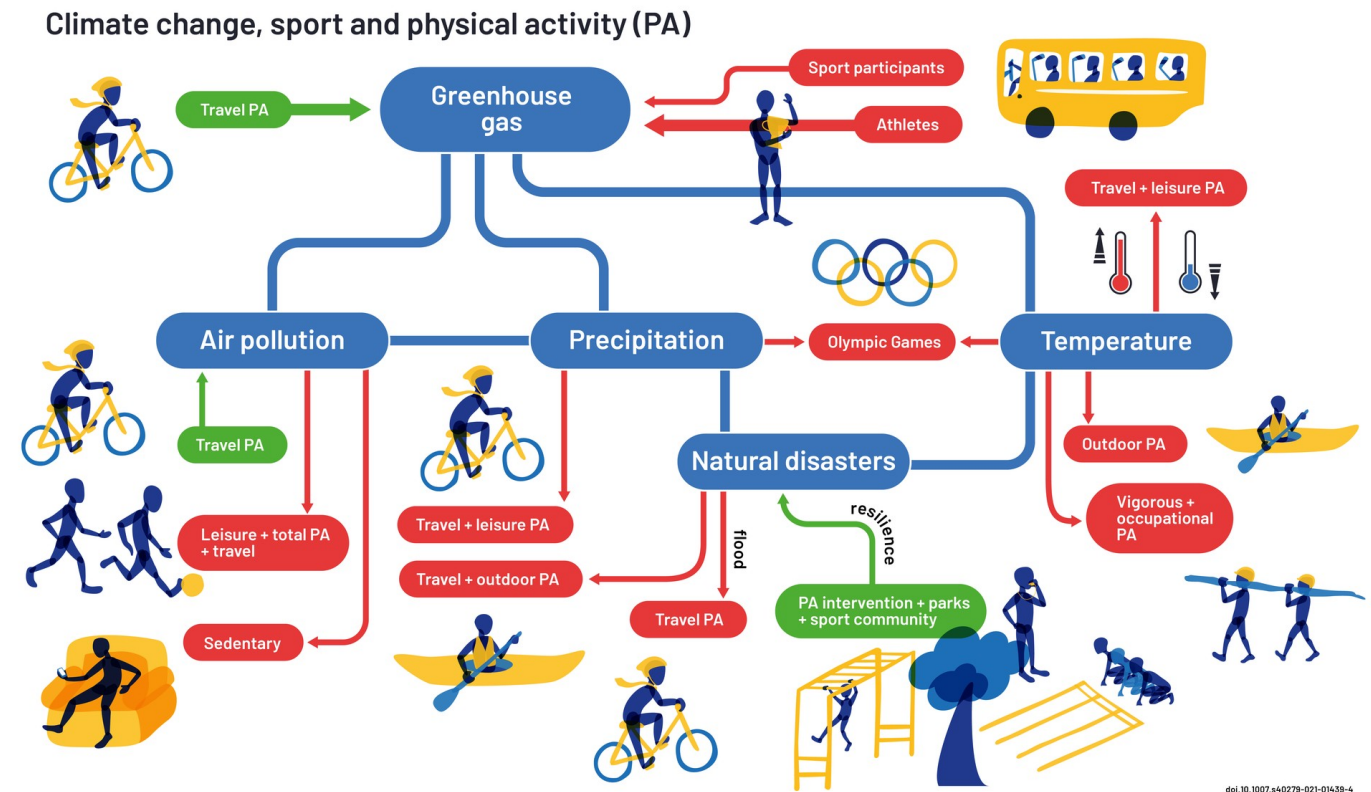 Climate change, sport and physical activity (PA)
Sport participants
Greenhouse
gas
Travel PA
Athletes
Travel + leisure PA
Air pollution
Precipitation
Olympic Games
Temperature
Travel PA
Outdoor PA
Natural disasters
Vigorous +
occupational
PA
resilience
Travel + leisure PA
Leisure + total PA
+ travel
flood
Travel + outdoor PA
PA intervention + parks
+ sport community
Travel PA
Sedentary
doi.10.1007.s40279-021-01439-4